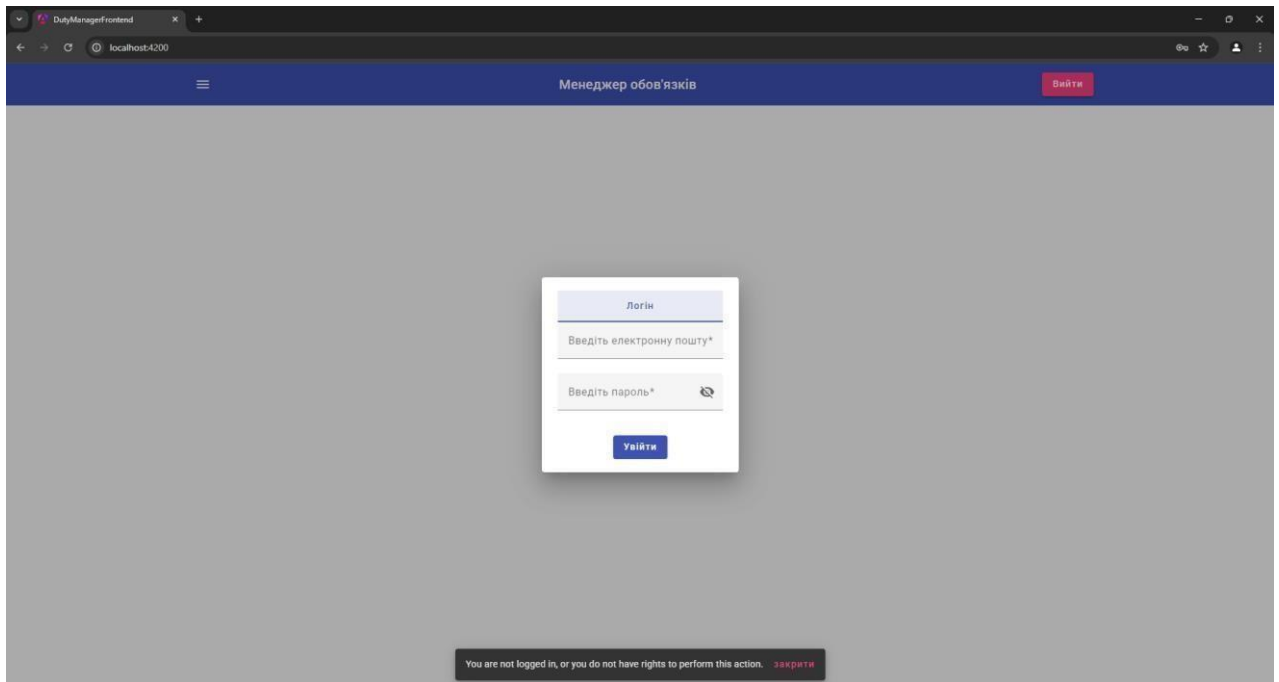 DutyManagerFrontend
localhost:4200
Менеджер обов'язків
Вийти
Логін
Введіть електронну пошту*
Введіть пароль*
Увійти
You are not logged in, or you do not have rights to perform this action. закрити